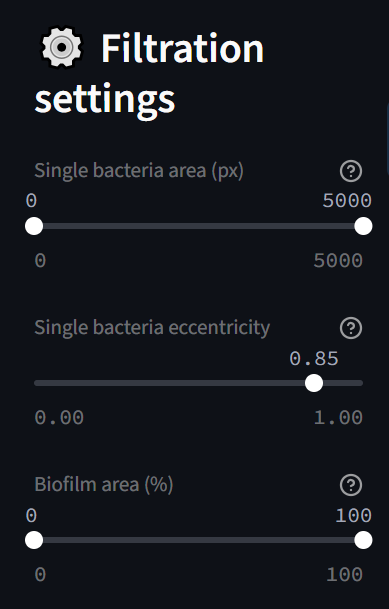 Filtration
settings
Single bacteria area (px)
0 5000
0 5000
Single bacteria eccentricity
0.85
0.00 1.00
Biofilm area (%)
0 100
0 100